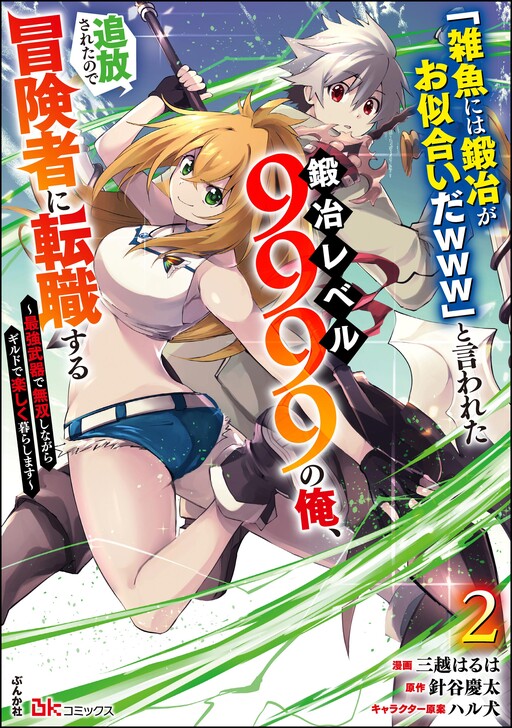 「雑魚には鍛冶が
お似合いだｗｗｗ」と言われた
鍛冶レベル
9999の俺、
追放
されたので
冒険者に転職する
～最強武器で無双しながら
ギルドで楽しく暮らします～
2
漫画 三越はるは
原作 針谷慶太
キャラクター原案 ハル犬
ぶんか社
BKコミックス